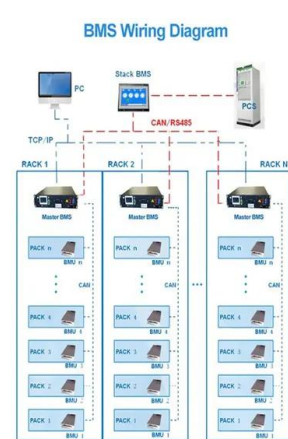 BMS Wiring Diagram
Stack BMS
PC
PCS
CAN/RS485
TCP/IP
RACK 1
RACK 2
RACK N
Master BMS
Master BMS
Master BMS
PACK n
BMU n
PACK n
BMU n
PACK n
BMU n
CAN
CAN
CAN
PACK 4
BMU 4
PACK 4
BMU 4
PACK 4
BMU 4
PACK 3
BMU 3
PACK 3
BMU 3
PACK 3
BMU 3
PACK 2
BMU 2
PACK 2
BMU 2
PACK 2
BMU 2
PACK 1
BMU 1
PACK 1
BMU 1
PACK 1
BMU 1